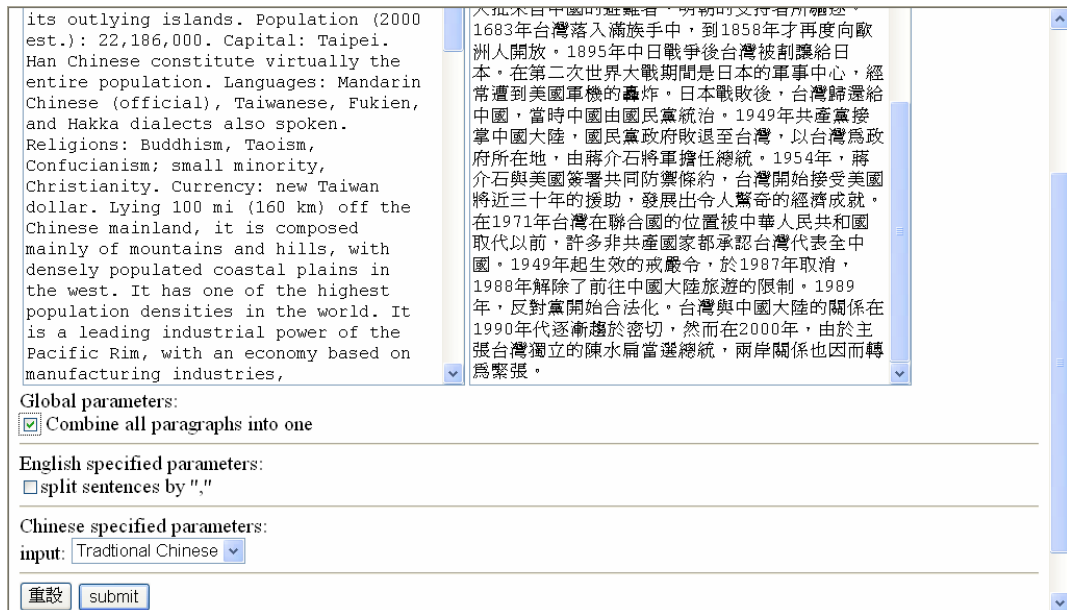 its outlying islands. Population (2000
est.): 22,186,000. Capital: Taipei.
Han Chinese constitute virtually the
entire population. Languages: Mandarin
Chinese (official), Taiwanese, Fukien,
and Hakka dialects also spoken.
Religions: Buddhism, Taoism,
Confucianism; small minority,
Christianity. Currency: new Taiwan
dollar. Lying 100 mi (160 km) off the
Chinese mainland, it is composed
mainly of mountains and hills, with
densely populated coastal plains in
the west. It has one of the highest
population densities in the world. It
is a leading industrial power of the
Pacific Rim, with an economy based on
manufacturing industries,
大批來自中國的避難者，明朝的支持者所驅逐。
1683年台灣落入滿族手中，到1858年才再度向歐
洲人開放。1895年中日戰爭後台灣被割讓給日
本。在第二次世界大戰期間是日本的軍事中心，經
常遭到美國軍機的轟炸。日本戰敗後，台灣歸還給
中國，當時中國由國民黨統治。1949年共產黨接
掌中國大陸，國民黨政府敗退至台灣，以台灣爲政
府所在地，由蔣介石將軍擔任總統。1954年，蔣
介石與美國簽署共同防禦條約，台灣開始接受美國
將近三十年的援助，發展出令人驚奇的經濟成就。
在1971年台灣在聯合國的位置被中華人民共和國
取代以前，許多非共產國家都承認台灣代表全中
國。1949年起生效的戒嚴令，於1987年取消，
1988年解除了前往中國大陸旅遊的限制。1989
年，反對黨開始合法化。台灣與中國大陸的關係在
1990年代逐漸趨於密切，然而在2000年，由於主
張台灣獨立的陳水扁當選總統，兩岸關係也因而轉
爲緊張。
Global parameters:
Combine all paragraphs into one
English specified parameters:
split sentences by ","
Chinese specified parameters:
input: Tradtional Chinese
重設 submit